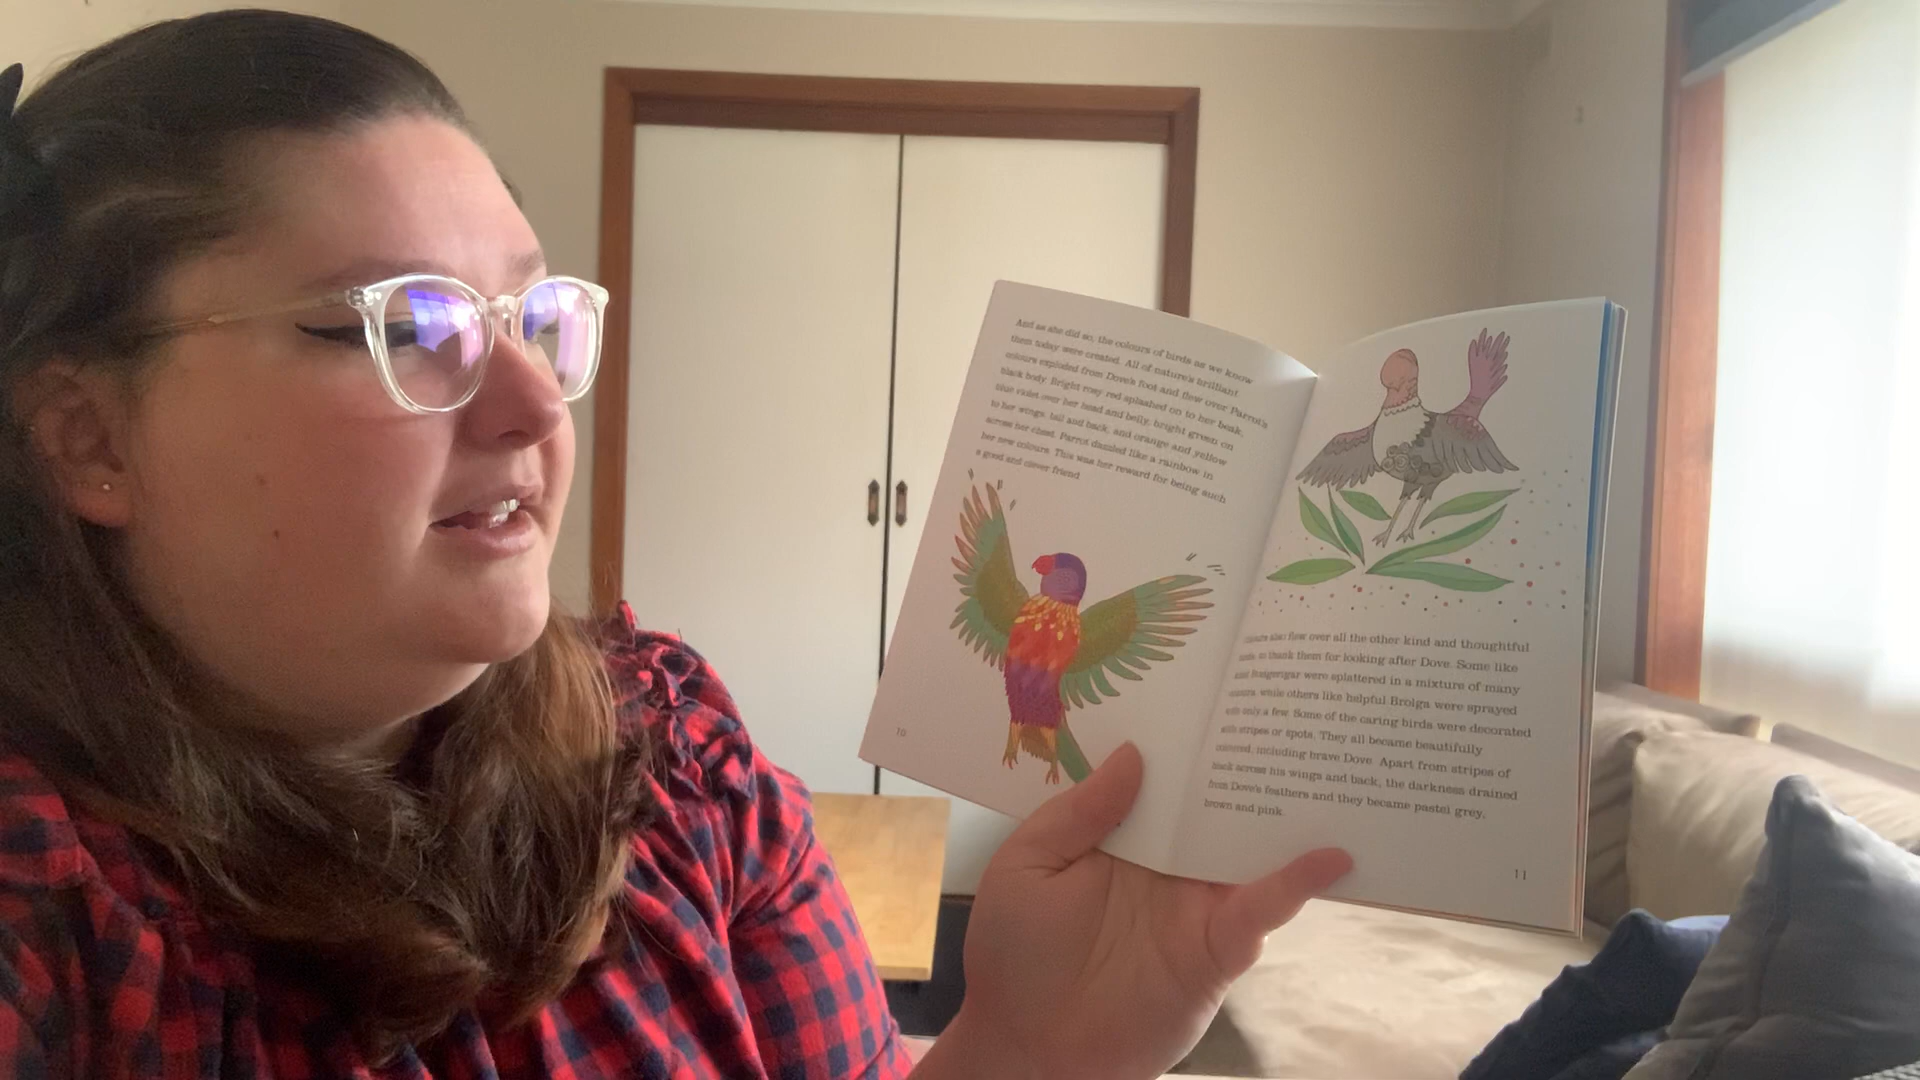 And as she did so, the colours of birds as we know
them today were created. All of nature's brilliant
colours exploded from Dove's foot and flew over Parrot's
black body. Bright rosy red splashed on to her beak,
blue violet over her head and belly, bright green on
to her wings, tail and back, and orange and yellow
across her chest. Parrot dazzled like a rainbow in
her new colours. This was her reward for being such
a good and clever friend.
10
also flew over all the other kind and thoughtful
to thank them for looking after Dove. Some like
were splattered in a mixture of many
while others like helpful Brolga were sprayed
with only a few. Some of the caring birds were decorated
with stripes or spots. They all became beautifully
coloured, including brave Dove. Apart from stripes of
black across his wings and back, the darkness drained
from Dove's feathers and they became pastel grey,
brown and pink.
11